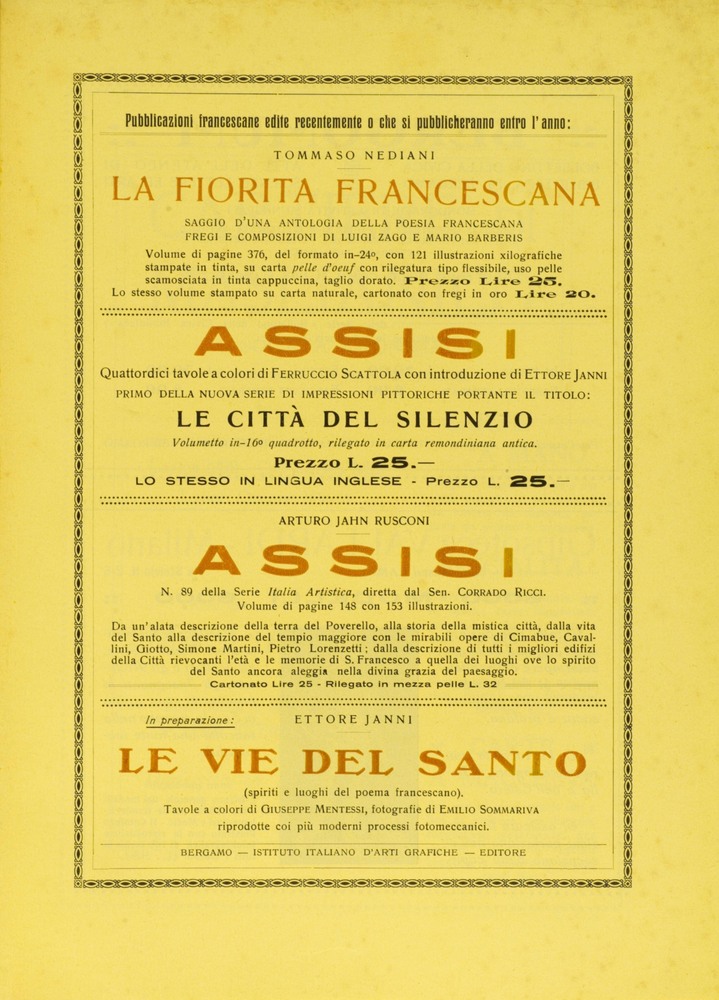 Pubblicazioni francescane edite recentemente o che si pubblicheranno entro l'anno:
TOMMASO NEDIANI
LA FIORITA FRANCESCANA
SAGGIO D'UNA ANTOLOGIA DELLA POESIA FRANCESCANA
FREGI E COMPOSIZIONI DI LUIGI ZAGO E MARIO BARBERIS
Volume di pagine 376, del formato in-24º, con 121 illustrazioni xilografiche
stampate in tinta, su carta pelle d'oeuf con rilegatura tipo flessibile, uso pelle
scamosciata in tinta cappuccina, taglio dorato. Prezzo Lire 25.
Lo stesso volume stampato su carta naturale, cartonato con fregi in oro Lire 20.
ASSISI
Quattordici tavole a colori di FERRUCCIO SCATTOLA con introduzione di ETTORE JANNI
PRIMO DELLA NUOVA SERIE DI IMPRESSIONI PITTORICHE PORTANTE IL TITOLO:
LE CITTÀ DEL SILENZIO
Volumetto in-16º quadrotto, rilegato in carta remondiniana antica.
Prezzo L. 25.—
LO STESSO IN LINGUA INGLESE - Prezzo L. 25.—
ARTURO JAHN RUSCONI
ASSISI
N. 89 della Serie Italia Artistica, diretta dal Sen. CORRADO RICCI.
Volume di pagine 148 con 153 illustrazioni.
Da un'alata descrizione della terra del Poverello, alla storia della mistica città, dalla vita
del Santo alla descrizione del tempio maggiore con le mirabili opere di Cimabue, Caval-
lini, Giotto, Simone Martini, Pietro Lorenzetti; dalla descrizione di tutti i migliori edifizi
della Città rievocanti l'età e le memorie di S. Francesco a quella dei luoghi ove lo spirito
del Santo ancora aleggia nella divina grazia del paesaggio.
Cartonato Lire 25 - Rilegato in mezza pelle L. 32
In preparazione: ETTORE JANNI
LE VIE DEL SANTO
(spiriti e luoghi del poema francescano).
Tavole a colori di GIUSEPPE MENTESSI, fotografie di EMILIO SOMMARIVA
riprodotte coi più moderni processi fotomeccanici.
BERGAMO — ISTITUTO ITALIANO D'ARTI GRAFICHE — EDITORE